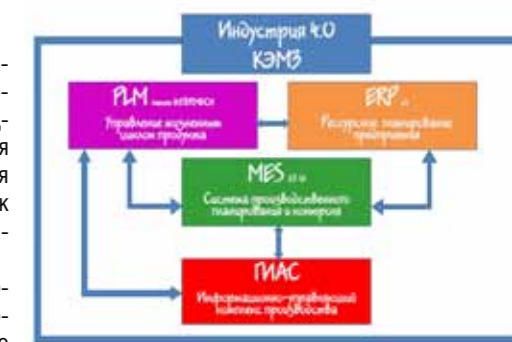 Индустрия 4.0
КЭМЗ
PLM
Управление жизненным
циклом продукта
ERP
Ресурсное планирование
предприятия
MES
Система производственного
планирования и контроля
ПИАС
Информационно-управляющий
комплекс производства